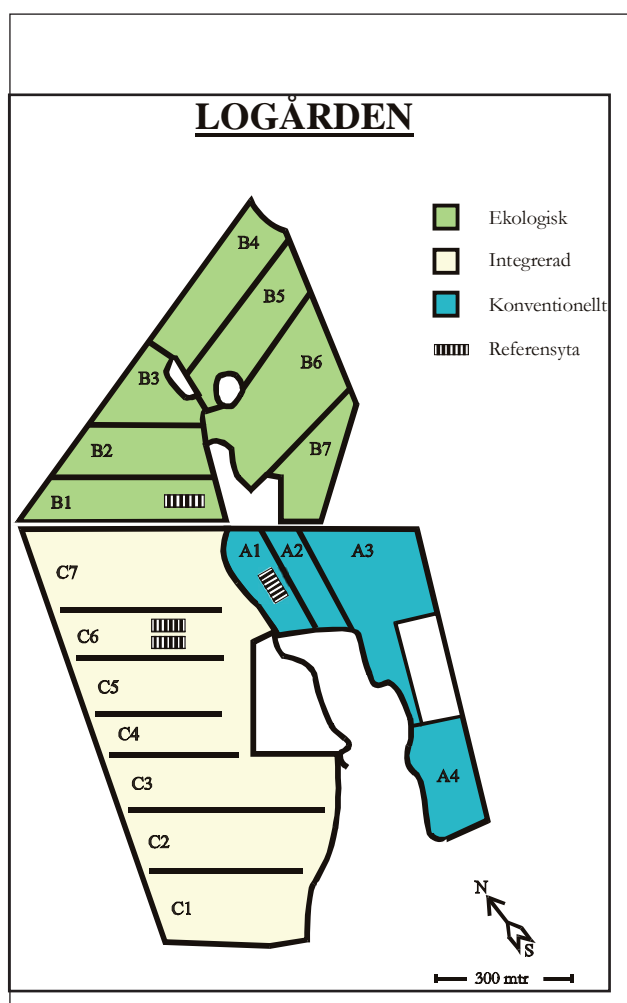 LOGÅRDEN
Ekologisk
Integrerad
Konventionellt
Referensyta
B4
B5
B6
B3
B7
B2
B1
A1
A2
A3
C7
C6
C5
C4
C3
A4
C2
C1
N
S
300 mtr